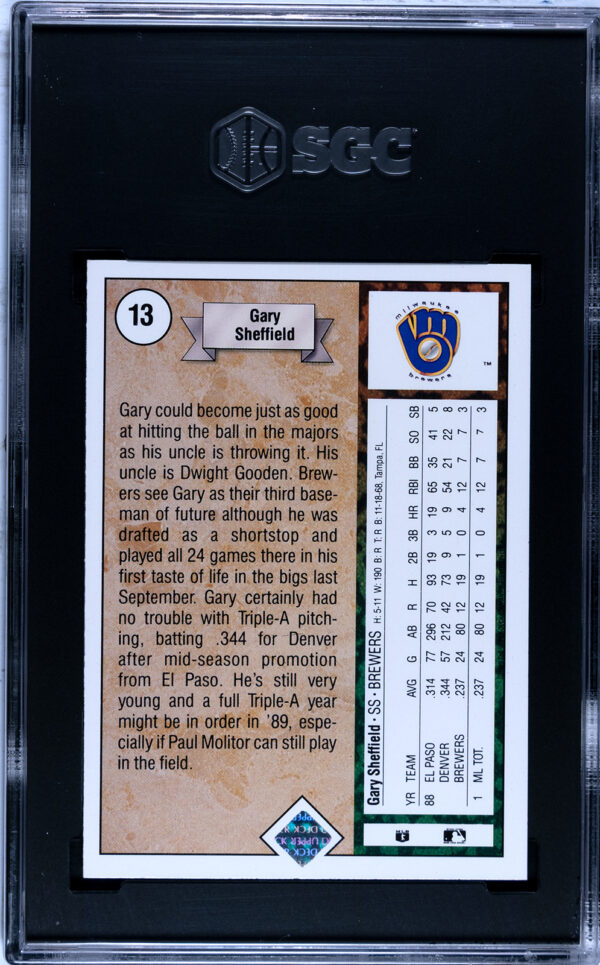 SGC
13
Gary
Sheffield
Gary could become just as good
at hitting the ball in the majors
as his uncle is throwing it. His
uncle is Dwight Gooden. Brew-
ers see Gary as their third base-
man of future although he was
drafted as a shortstop and
played all 24 games there in his
first taste of life in the bigs last
September. Gary certainly had
no trouble with Triple-A pitch-
ing, batting .344 for Denver
after mid-season promotion
from El Paso. He's still very
young and a full Triple-A year
might be in order in '89, espe-
cially if Paul Molitor can still play
in the field.
milwaukee
brewers
TM
Gary Sheffield · SS · BREWERS H: 5-11 W: 190 B: R T: R B: 11-18-68, Tampa, FL
YR TEAM AVG G AB R H 2B 3B HR RBI BB SO SB
88 EL PASO .314 77 296 70 93 19 3 19 65 35 41 5
DENVER .344 57 212 42 73 9 5 9 54 21 22 8
BREWERS .237 24 80 12 19 1 0 4 12 7 7 3
1 ML TOT. .237 24 80 12 19 1 0 4 12 7 7 3
UPPER
DECK